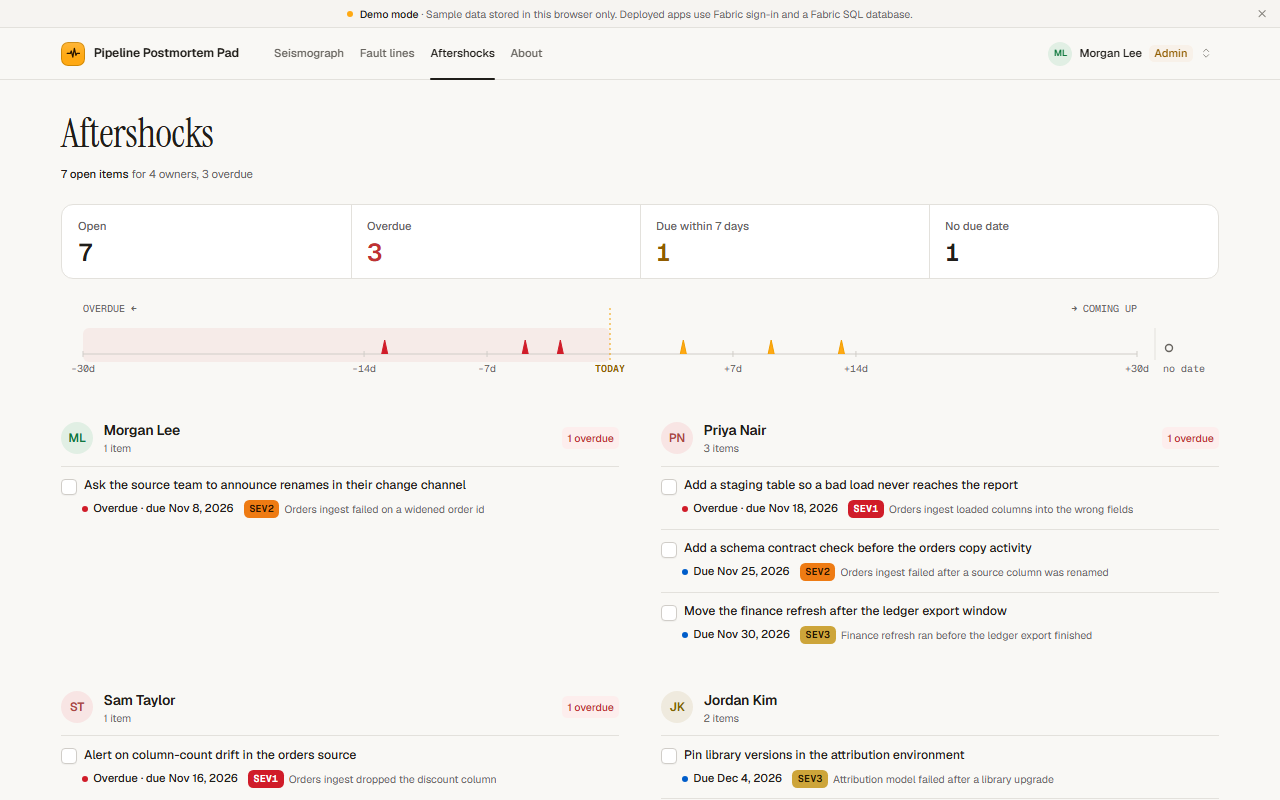 Demo mode · Sample data stored in this browser only. Deployed apps use Fabric sign-in and a Fabric SQL database.
Pipeline Postmortem Pad
Seismograph
Fault lines
Aftershocks
About
ML
Morgan Lee
Admin
Aftershocks
7 open items for 4 owners, 3 overdue
Open
7
Overdue
3
Due within 7 days
1
No due date
1
OVERDUE ←
→ COMING UP
-30d
-14d
-7d
TODAY
+7d
+14d
+30d
no date
ML
Morgan Lee
1 item
1 overdue
Ask the source team to announce renames in their change channel
Overdue · due Nov 8, 2026
SEV2
Orders ingest failed on a widened order id
PN
Priya Nair
3 items
1 overdue
Add a staging table so a bad load never reaches the report
Overdue · due Nov 18, 2026
SEV1
Orders ingest loaded columns into the wrong fields
Add a schema contract check before the orders copy activity
Due Nov 25, 2026
SEV2
Orders ingest failed after a source column was renamed
Move the finance refresh after the ledger export window
Due Nov 30, 2026
SEV3
Finance refresh ran before the ledger export finished
ST
Sam Taylor
1 item
1 overdue
Alert on column-count drift in the orders source
Overdue · due Nov 16, 2026
SEV1
Orders ingest dropped the discount column
JK
Jordan Kim
2 items
Pin library versions in the attribution environment
Due Dec 4, 2026
SEV3
Attribution model failed after a library upgrade